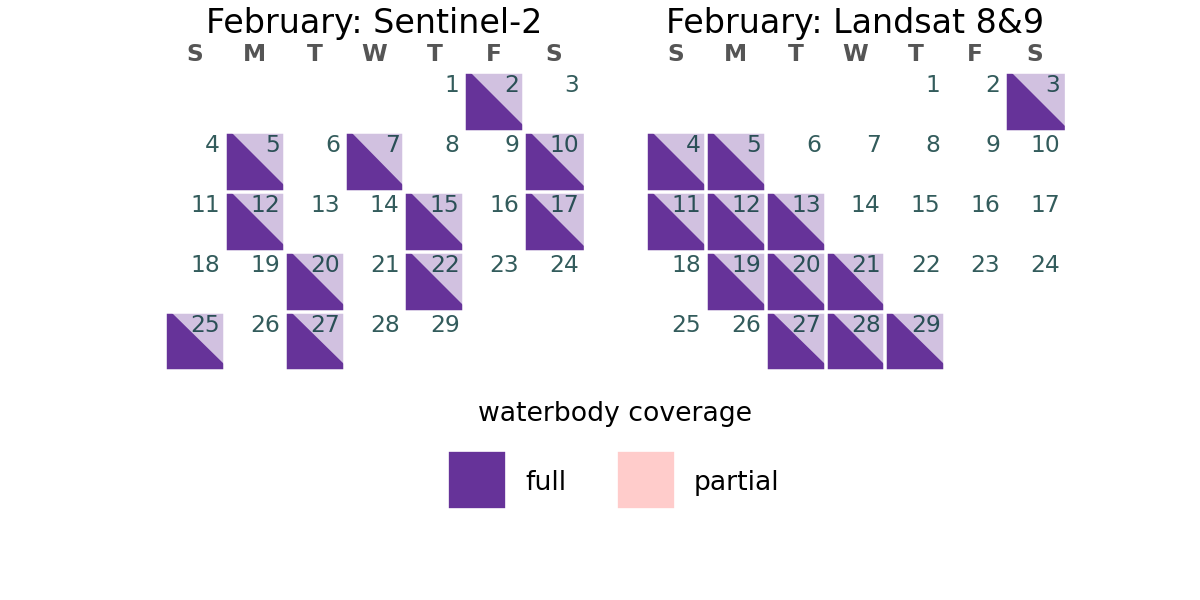 February: Sentinel-2
S M T W T F S
1 2 3
4 5 6 7 8 9 10
11 12 13 14 15 16 17
18 19 20 21 22 23 24
25 26 27 28 29
February: Landsat 8&9
S M T W T F S
1 2 3
4 5 6 7 8 9 10
11 12 13 14 15 16 17
18 19 20 21 22 23 24
25 26 27 28 29
waterbody coverage
full partial